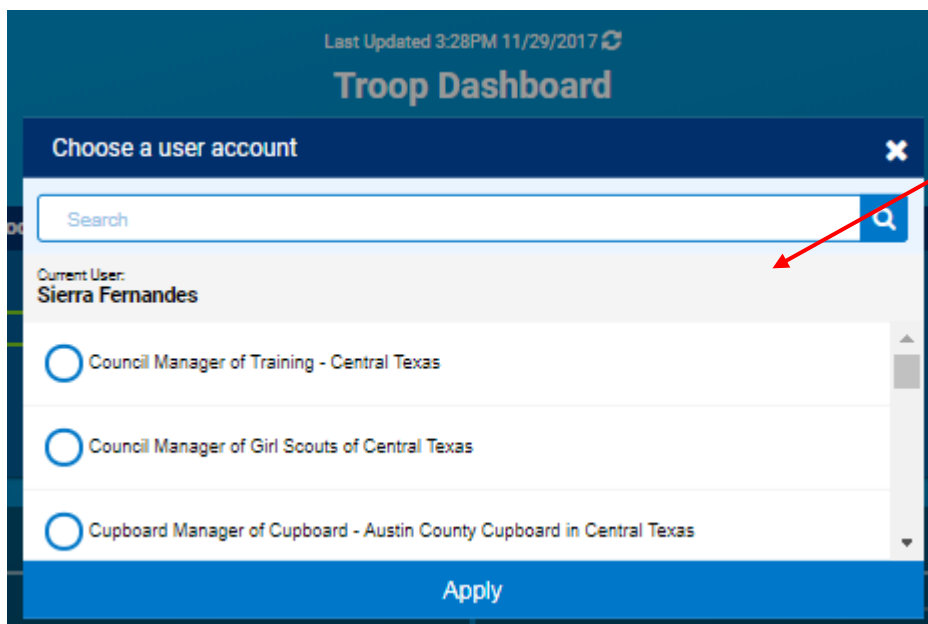 Last Updated 3:28PM 11/29/2017
Troop Dashboard
Choose a user account
Search
Current User:
Sierra Fernandes
Council Manager of Training - Central Texas
Council Manager of Girl Scouts of Central Texas
Cupboard Manager of Cupboard - Austin County Cupboard in Central Texas
Apply